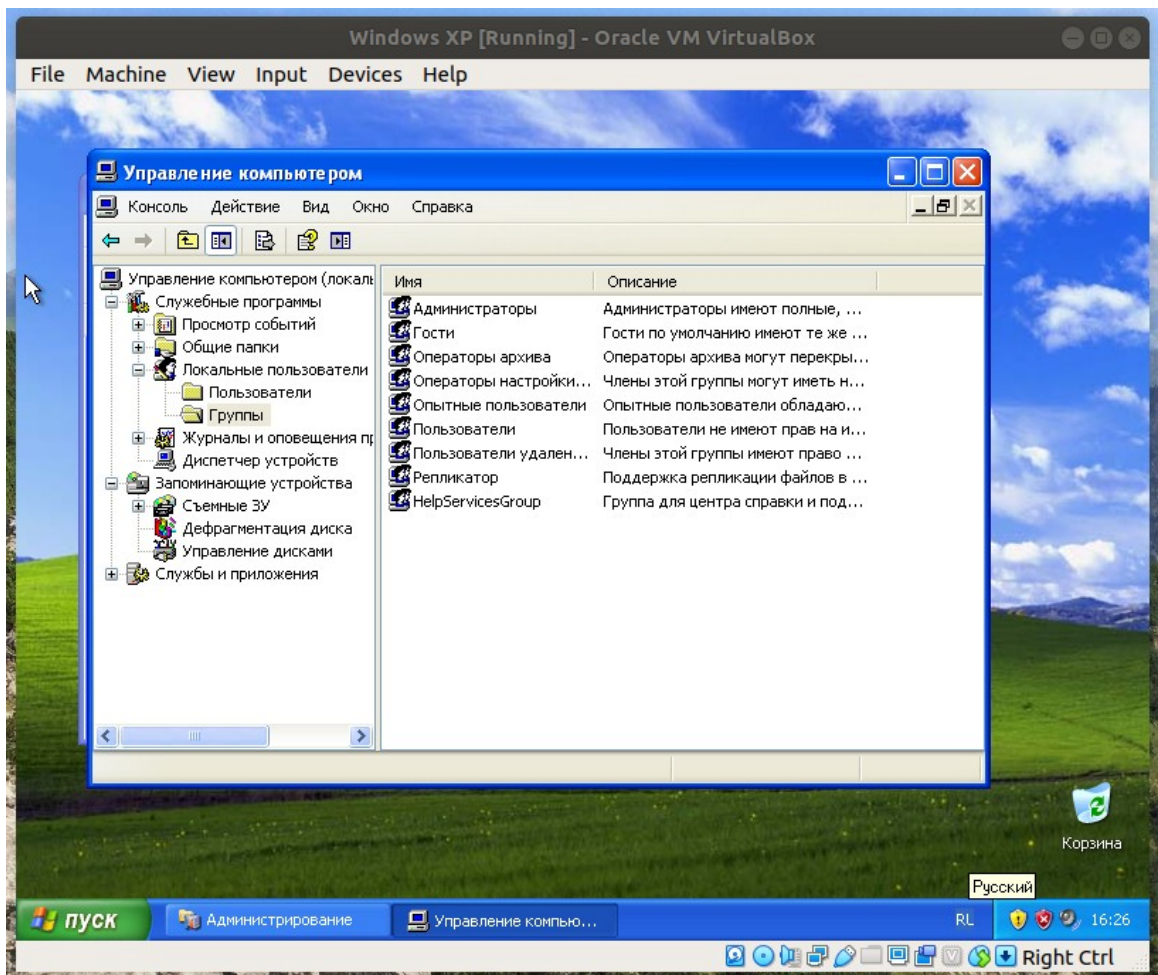 Windows XP [Running] - Oracle VM VirtualBox
File Machine View Input Devices Help
Управление компьютером
Консоль Действие Вид Окно Справка
Управление компьютером (локаль
Служебные программы
Просмотр событий
Общие папки
Локальные пользователи
Пользователи
Группы
Журналы и оповещения пр
Диспетчер устройств
Запоминающие устройства
Съемные ЗУ
Дефрагментация диска
Управление дисками
Службы и приложения
Имя Описание
Администраторы Администраторы имеют полные, ...
Гости Гости по умолчанию имеют те же ...
Операторы архива Операторы архива могут перекры...
Операторы настройки... Члены этой группы могут иметь н...
Опытные пользователи Опытные пользователи обладаю...
Пользователи Пользователи не имеют прав на и...
Пользователи удален... Члены этой группы имеют право ...
Репликатор Поддержка репликации файлов в ...
HelpServicesGroup Группа для центра справки и под...
Корзина
Русский
пуск Администрирование Управление компью... RL 16:26
Right Ctrl